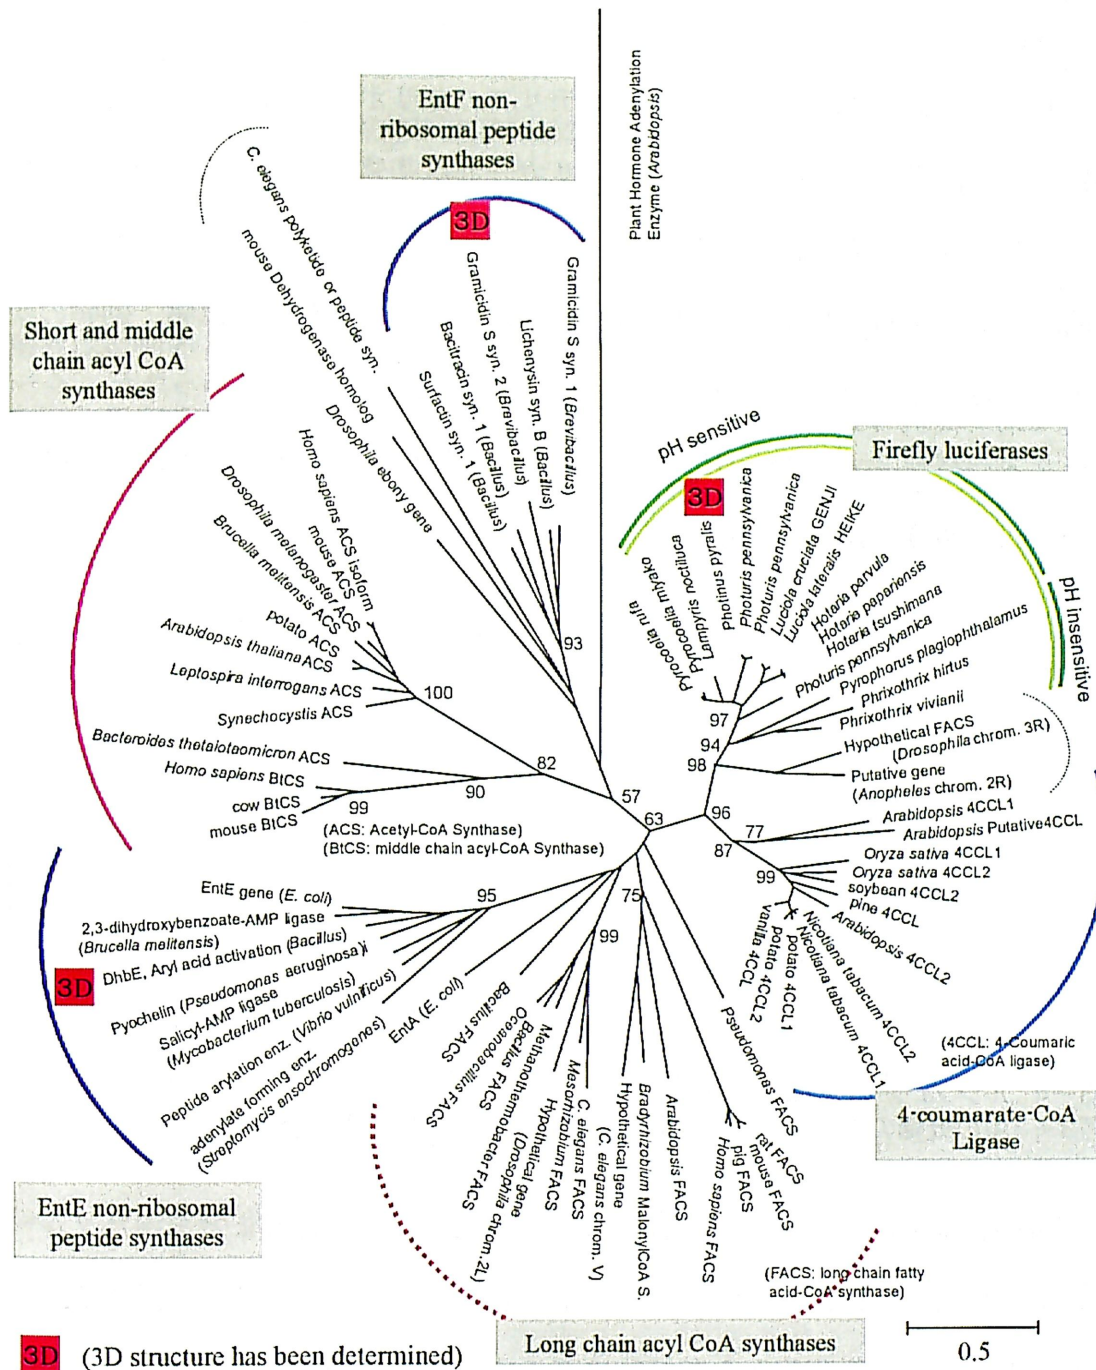 Plant Hormone Adenylation
Enzyme (Arabidopsis)
EntF non-
ribosomal peptide
synthases
3D
C. elegans polyketide or peptide syn.
mouse Dehydrogenase homolog
Drosophila ebony gene
Surfactin syn. 1 (Bacillus)
Bacitracin syn. 1 (Bacillus)
Gramicidin S syn. 2 (Brevibacillus)
Lichenysin syn. B (Bacillus)
Gramicidin S syn. 1 (Brevibacillus)
93
Short and middle
chain acyl CoA
synthases
Homo sapiens ACS isoform
mouse ACS
Drosophila melanogaster ACS
Brucella melitensis ACS
potato ACS
Arabidopsis thaliana ACS
Leptospira interrogans ACS
Synechocystis ACS
100
Bacteroides thetaiotaomicron ACS
Homo sapiens BtCS
cow BtCS
mouse BtCS
82
90
99
57
63
(ACS: Acetyl-CoA Synthase)
(BtCS: middle chain acyl-CoA Synthase)
pH sensitive
Firefly luciferases
pH insensitive
3D
Pyrocoelia rufa
Pyrocoelia miyako
Lampyris noctiluca
Photinus pyralis
Photuris pennsylvanica
Photuris pennsylvanica
Luciola cruciata GENJI
Luciola lateralis HEIKE
Hotaria parvula
Hotaria papariensis
Hotaria tsushimana
Photuris pennsylvanica
Pyrophorus plagiophthalamus
Phrixothrix hirtus
Phrixothrix vivianii
Hypothetical FACS
(Drosophila chrom. 3R)
Putative gene
(Anopheles chrom. 2R)
97
94
98
96
77
87
99
Arabidopsis 4CCL1
Arabidopsis Putative4CCL
Oryza sativa 4CCL1
Oryza sativa 4CCL2
soybean 4CCL2
pine 4CCL
Arabidopsis 4CCL2
Nicotiana tabacum 4CCL2
Nicotiana tabacum 4CCL1
potato 4CCL1
potato 4CCL2
vanilla 4CCL
(4CCL: 4-Coumaric
acid-CoA ligase)
4-coumarate-CoA
Ligase
EntE gene (E. coli)
2,3-dihydroxybenzoate-AMP ligase
(Brucella melitensis)
DhbE, Aryl acid activation (Bacillus)
Pyochelin (Pseudomonas aeruginosa)i
Salicyl-AMP ligase
(Mycobacterium tuberculosis)
Peptide arylation enz. (Vibrio vulnificus)
adenylate forming enz.
(Streptomycis ansochromogenes)
EntA (E. coli)
95
3D
EntE non-ribosomal
peptide synthases
75
99
Bacillus FACS
Oceanobacillus FACS
Bacillus FACS
Methanothermobacter FACS
Hypothetical gene
(Drosophila chrom.2L)
Mesorhizobium FACS
C. elegans FACS
Hypothetical gene
(C. elegans chrom. V)
Bradyrhizobium MalonylCoA S.
Arabidopsis FACS
Homo sapiens FACS
pig FACS
mouse FACS
rat FACS
Pseudomonas FACS
(FACS: long chain fatty
acid-CoA synthase)
Long chain acyl CoA synthases
0.5
3D (3D structure has been determined)